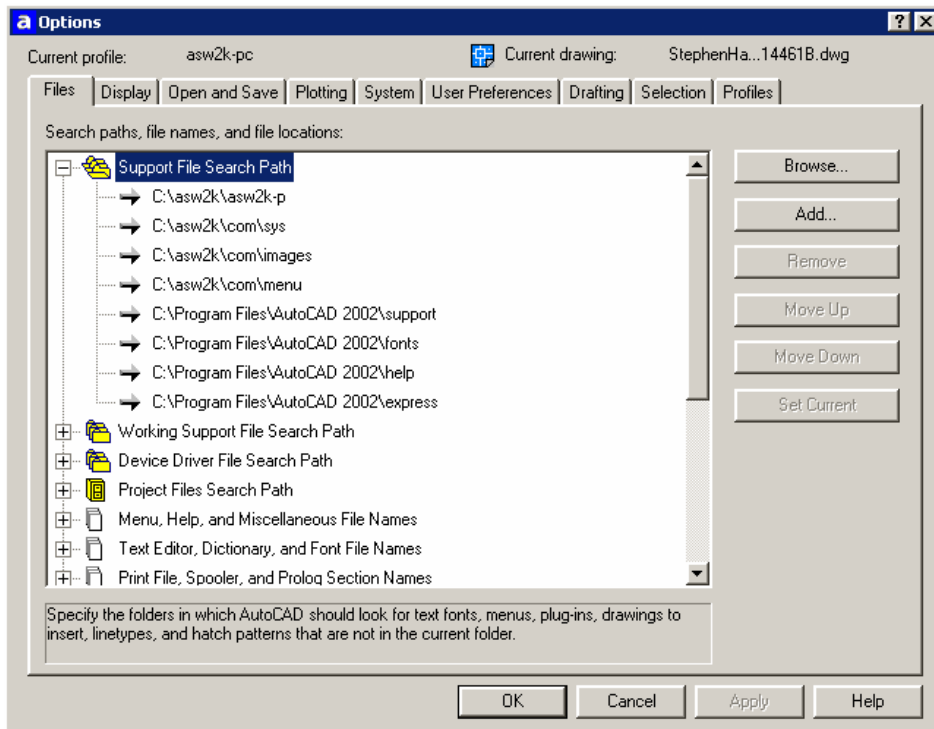 a Options
Current profile: asw2k-pc Current drawing: StephenHa...14461B.dwg
Files Display Open and Save Plotting System User Preferences Drafting Selection Profiles
Search paths, file names, and file locations:
Support File Search Path
C:\asw2k\asw2k-p
C:\asw2k\com\sys
C:\asw2k\com\images
C:\asw2k\com\menu
C:\Program Files\AutoCAD 2002\support
C:\Program Files\AutoCAD 2002\fonts
C:\Program Files\AutoCAD 2002\help
C:\Program Files\AutoCAD 2002\express
Working Support File Search Path
Device Driver File Search Path
Project Files Search Path
Menu, Help, and Miscellaneous File Names
Text Editor, Dictionary, and Font File Names
Print File, Spooler, and Prolog Section Names
Browse...
Add...
Remove
Move Up
Move Down
Set Current
Specify the folders in which AutoCAD should look for text fonts, menus, plug-ins, drawings to
insert, linetypes, and hatch patterns that are not in the current folder.
OK Cancel Apply Help